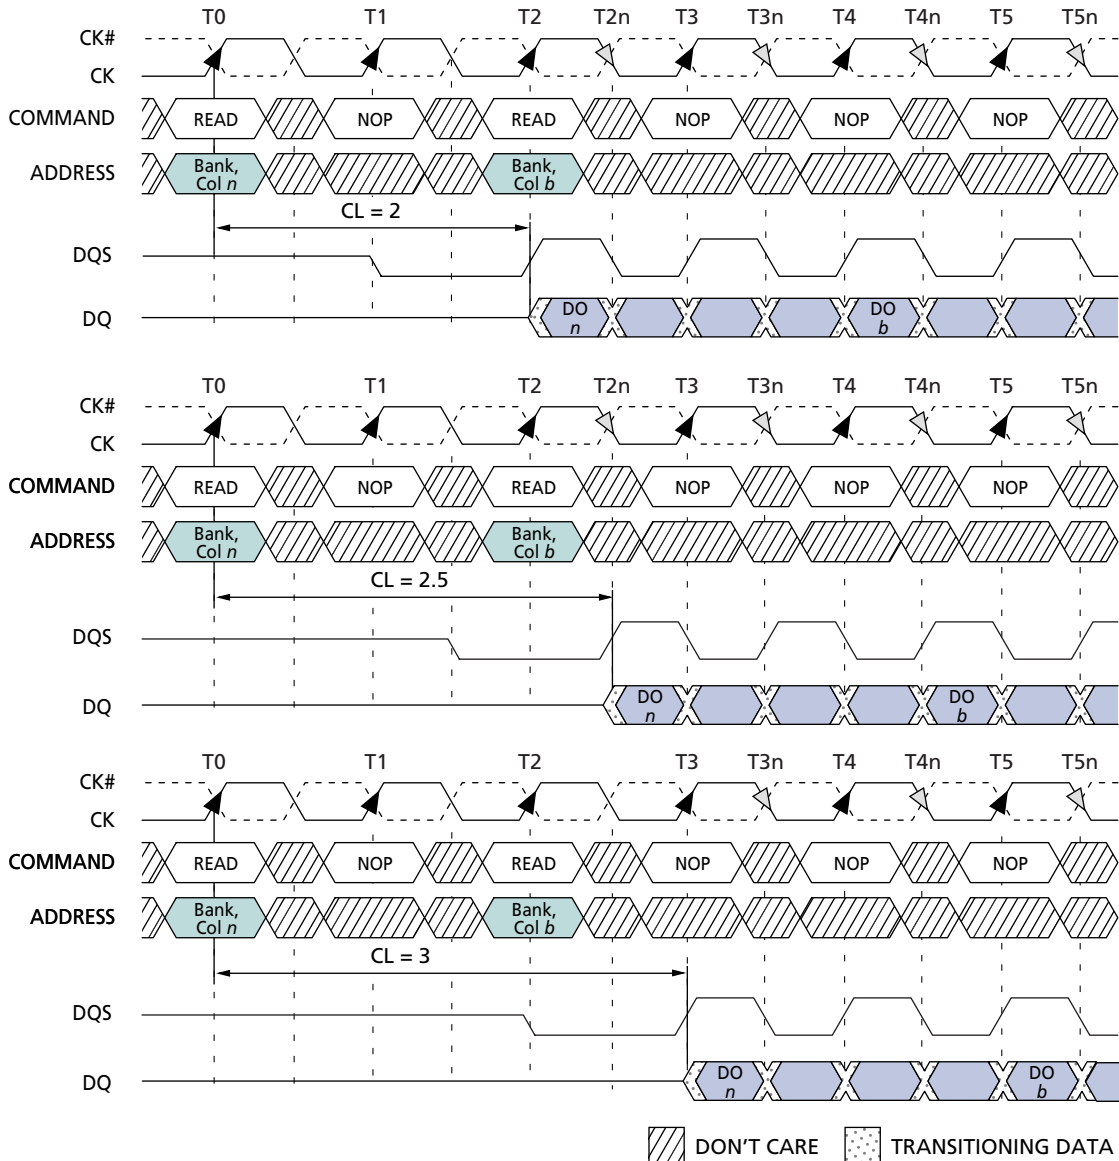 T0 T1 T2 T2n T3 T3n T4 T4n T5 T5n
CK#
CK
COMMAND READ NOP READ NOP NOP NOP
ADDRESS Bank, Col n Bank, Col b
CL = 2
DQS
DQ DO n DO b
T0 T1 T2 T2n T3 T3n T4 T4n T5 T5n
CK#
CK
COMMAND READ NOP READ NOP NOP NOP
ADDRESS Bank, Col n Bank, Col b
CL = 2.5
DQS
DQ DO n DO b
T0 T1 T2 T3 T3n T4 T4n T5 T5n
CK#
CK
COMMAND READ NOP READ NOP NOP NOP
ADDRESS Bank, Col n Bank, Col b
CL = 3
DQS
DQ DO n DO b
DON'T CARE TRANSITIONING DATA